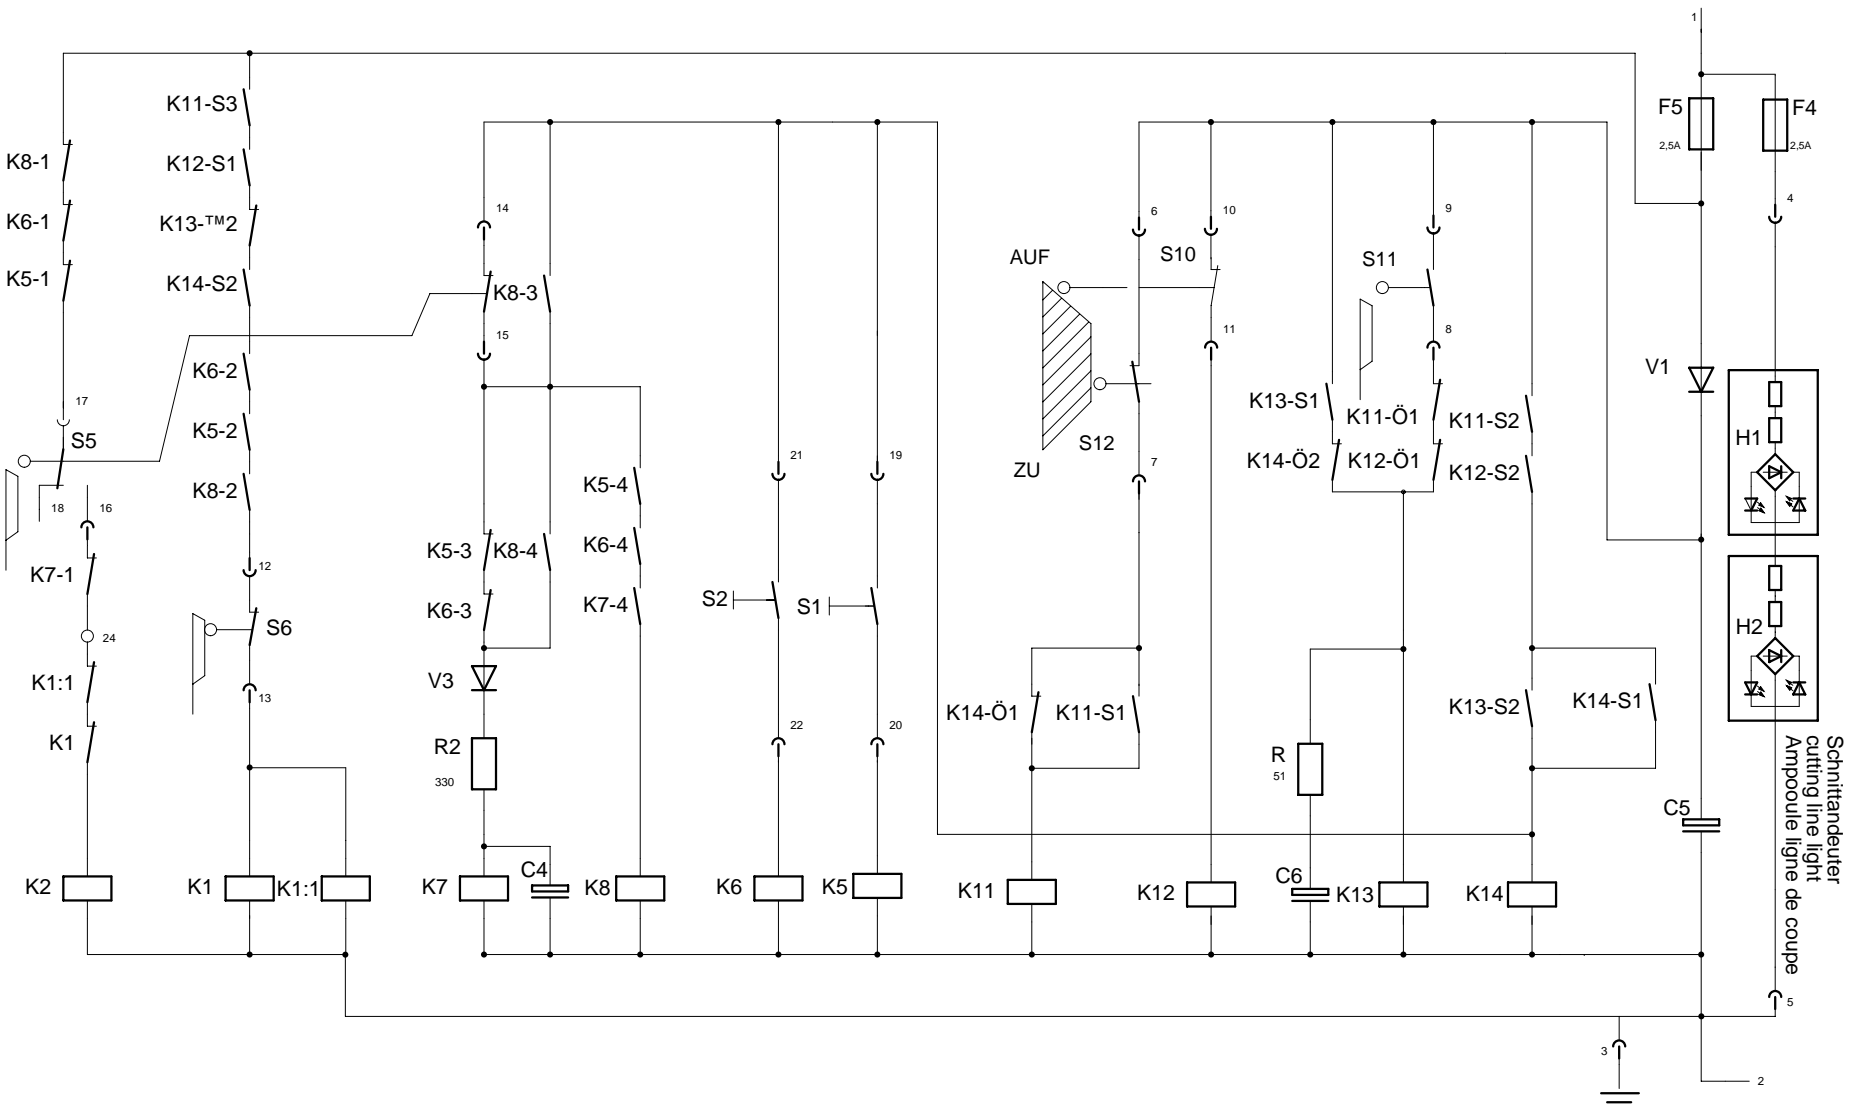 1
K11-S3
F5
2,5A
F4
2,5A
K8-1
K12-S1
K6-1
K13-™2
K5-1
K14-S2
14
K8-3
15
6
10
9
4
AUF
S10
S11
11
8
K6-2
V1
17
S5
K5-2
K13-S1
K11-Ö1
K11-S2
S12
ZU
7
K14-Ö2
K12-Ö1
K12-S2
H1
21
19
K8-2
K5-4
18
16
K5-3
K8-4
K6-4
12
K7-1
K6-3
K7-4
S2
S1
24
S6
H2
K1:1
13
V3
K14-Ö1
K11-S1
K13-S2
K14-S1
K1
R2
330
22
20
R
51
Schnittandeuter
cutting line light
Ampooule ligne de coupe
C5
K2
K1
K1:1
K7
C4
K8
K6
K5
K11
K12
C6
K13
K14
5
3
2